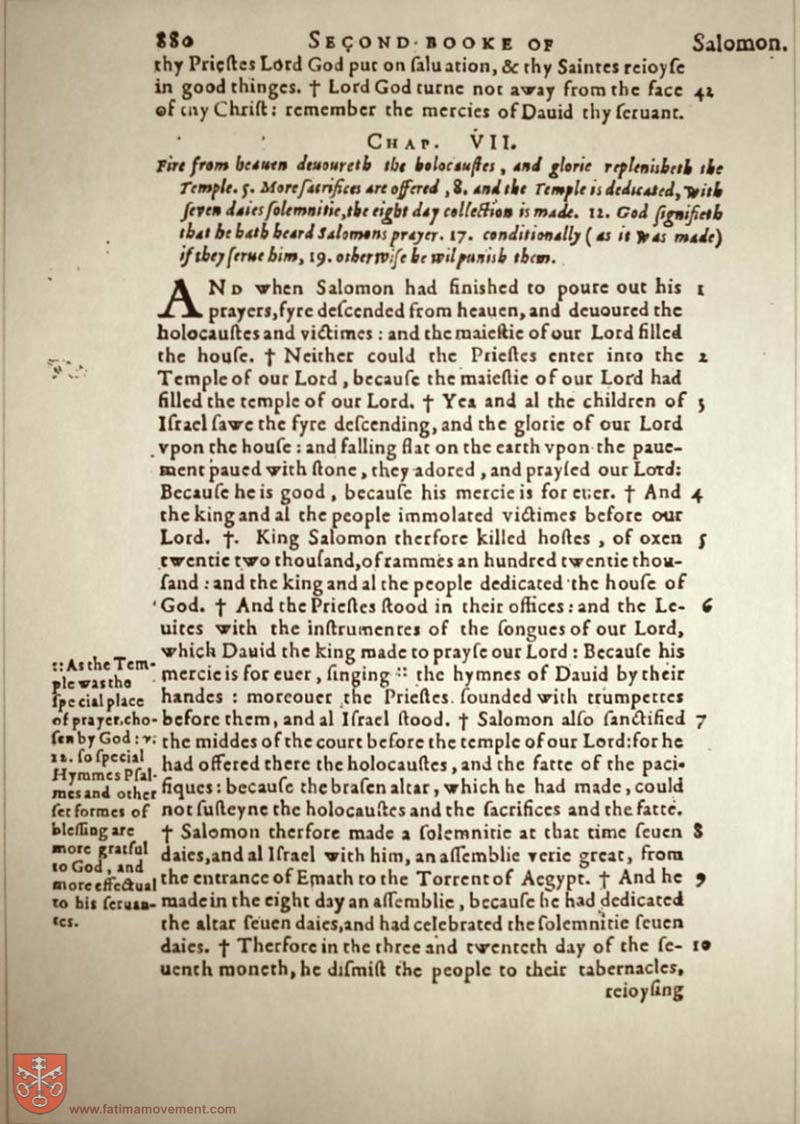 880 SECOND BOOKE OF Salomon.
thy Prieſtes Lord God put on ſaluation, & thy Saintes reioyſe
in good thinges. † Lord God turne not away from the face 42
of thy Chriſt: remember the mercies of Dauid thy ſeruant.
CHAP. VII.
Fire from heauen deuoureth the holocauſtes, and glorie repleniſheth the
Temple. 5. More ſacrifices are offered, 8. and the Temple is dedicated, with
ſeven daies ſolemnitie, the eight day collection is made. 12. God ſignifieth
that he hath heard Salomons prayer. 17. conditionally (as it was made)
if they ſerue him, 19. otherwiſe he wil puniſh them.
AND when Salomon had finiſhed to poure out his 1
prayers, fyre deſcended from heauen, and deuoured the
holocauſtes and victimes: and the maieſtie of our Lord filled
the houſe. † Neither could the Prieſtes enter into the 2
Temple of our Lord, becauſe the maieſtie of our Lord had
filled the temple of our Lord. † Yea and al the children of 3
Iſrael ſawe the fyre deſcending, and the glorie of our Lord
vpon the houſe: and falling flat on the earth vpon the paue-
ment paued with ſtone, they adored, and prayſed our Lord:
Becauſe he is good, becauſe his mercie is for euer. † And 4
the king and al the people immolated victimes before our
Lord. †. King Salomon therfore killed hoſtes, of oxen 5
twentie two thouſand, of rammes an hundred twentie thou-
ſand: and the king and al the people dedicated the houſe of
God. † And the Prieſtes ſtood in their offices: and the Le- 6
uites with the inſtrumentes of the ſongues of our Lord,
which Dauid the king made to prayſe our Lord: Becauſe his
mercie is for euer, ſinging :: the hymnes of Dauid by their
handes: moreouer the Prieſtes ſounded with trumpettes
before them, and al Iſrael ſtood. † Salomon alſo ſanctified 7
the middes of the court before the temple of our Lord: for he
had offered there the holocauſtes, and the fatte of the paci-
fiques: becauſe the braſen altar, which he had made, could
not ſuſteyne the holocauſtes and the ſacrifices and the fatte.
† Salomon therfore made a ſolemnitie at that time ſeuen 8
daies, and al Iſrael with him, an aſſemblie verie great, from
the entrance of Emath to the Torrent of Aegypt. † And he 9
made in the eight day an aſſemblie, becauſe he had dedicated
the altar ſeuen daies, and had celebrated the ſolemnitie ſeuen
daies. † Therfore in the three and twenteth day of the ſe- 10
uenth moneth, he diſmiſt the people to their tabernacles,
reioyſing
:: As the Tem-
ple was the
ſpecial place
of prayer, cho-
ſen by God: v.
12. ſo ſpecial
Hymmes Pſal-
mes and other
ſet formes of
bleſſing are
more gratful
to God, and
more effectual
to his ſeruan-
tes.
www.fatimamovement.com